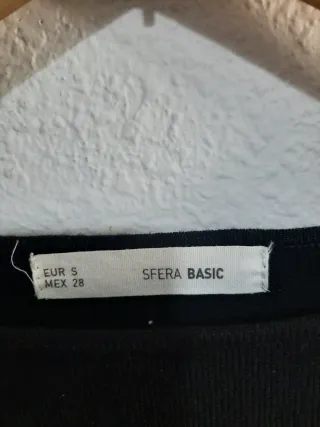 EUR S
MEX 28
SFERA BASIC